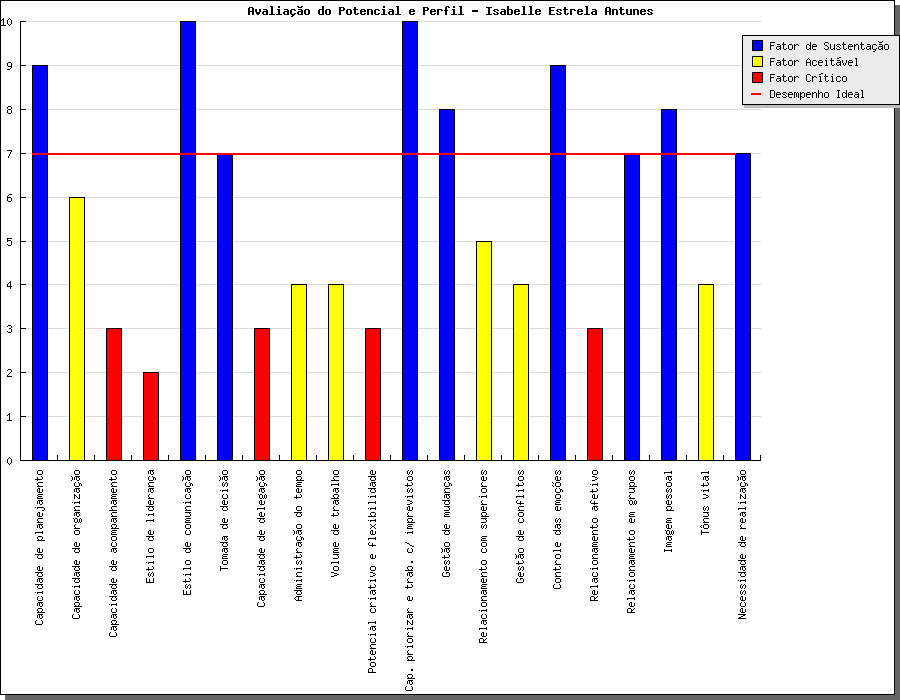 Avaliação do Potencial e Perfil - Isabelle Estrela Antunes
Fator de Sustentação
Fator Aceitável
Fator Crítico
Desempenho Ideal
10
9
8
7
6
5
4
3
2
1
0
Capacidade de planejamento
Capacidade de organização
Capacidade de acompanhamento
Estilo de liderança
Estilo de comunicação
Tomada de decisão
Capacidade de delegação
Administração do tempo
Volume de trabalho
Potencial criativo e flexibilidade
Cap. priorizar e trab. c/ imprevistos
Gestão de mudanças
Relacionamento com superiores
Gestão de conflitos
Controle das emoções
Relacionamento afetivo
Relacionamento em grupos
Imagem pessoal
Tônus vital
Necessidade de realização